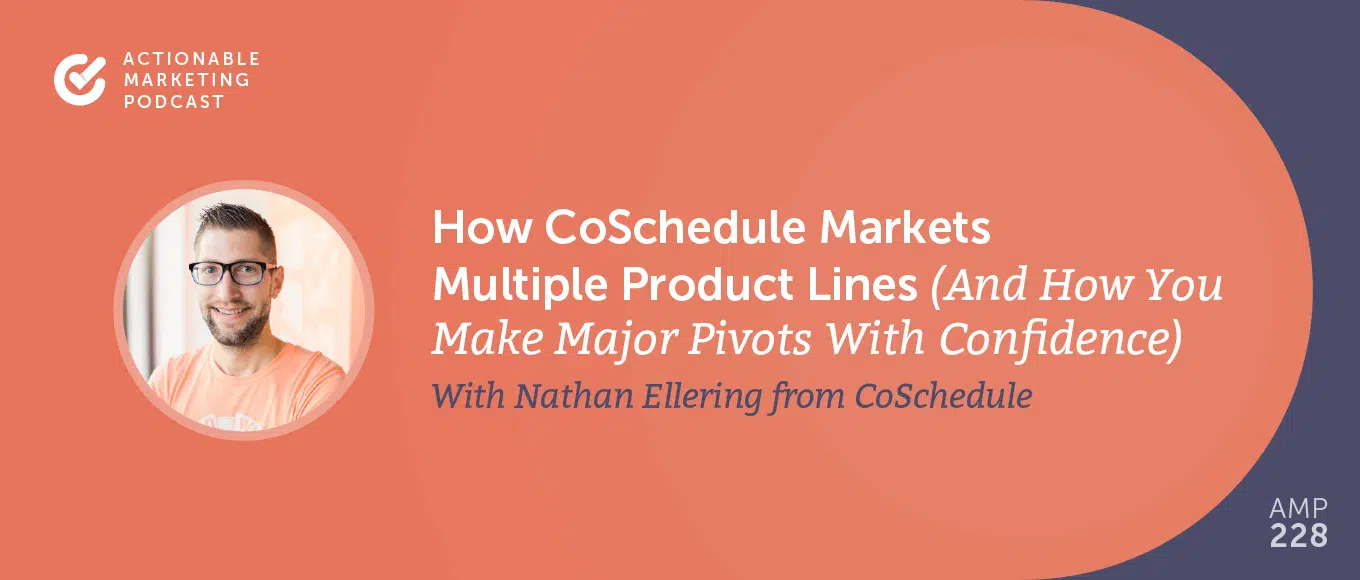 ACTIONABLE
MARKETING
PODCAST
How CoSchedule Markets
Multiple Product Lines (And How You
Make Major Pivots With Confidence)
With Nathan Ellering from CoSchedule
AMP
228